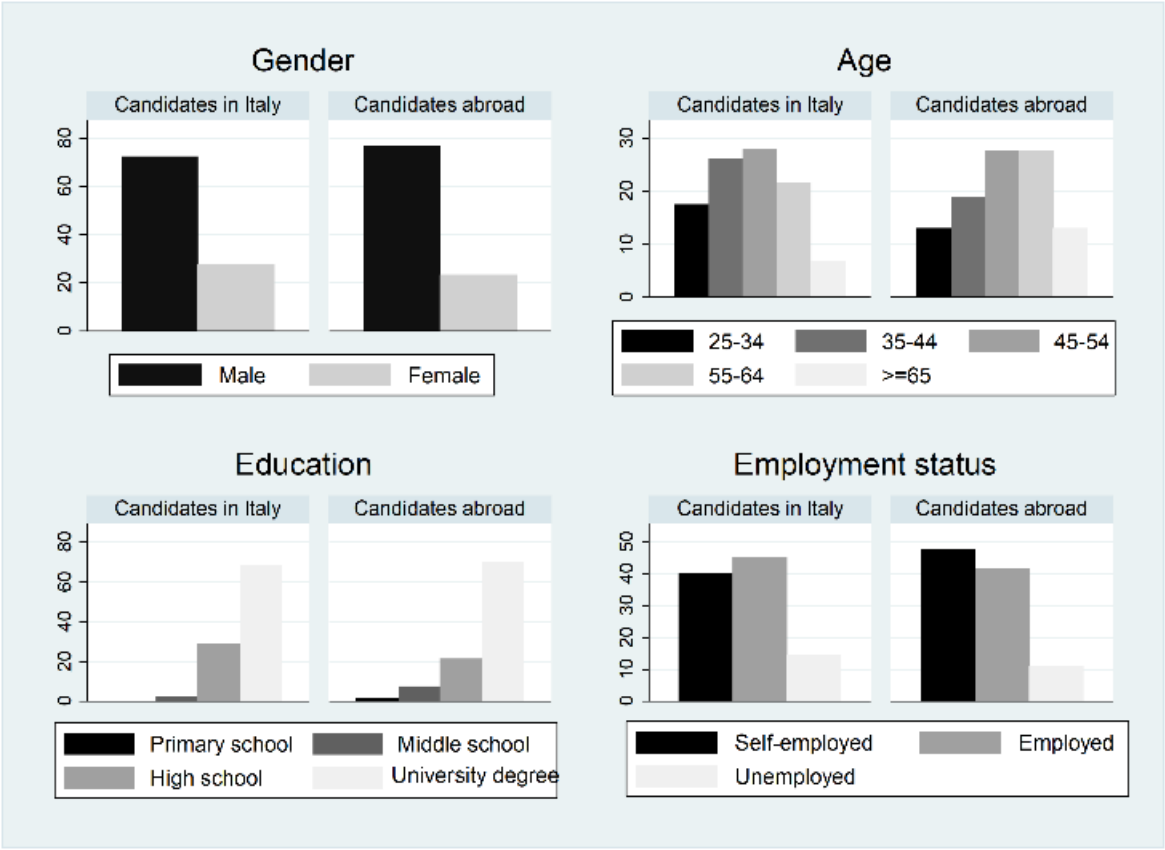 Gender
Candidates in Italy Candidates abroad
80
60
40
20
0
Male Female
Age
Candidates in Italy Candidates abroad
30
20
10
0
25-34 35-44 45-54
55-64 >=65
Education
Candidates in Italy Candidates abroad
80
60
40
20
0
Primary school Middle school
High school University degree
Employment status
Candidates in Italy Candidates abroad
50
40
30
20
10
0
Self-employed Employed
Unemployed